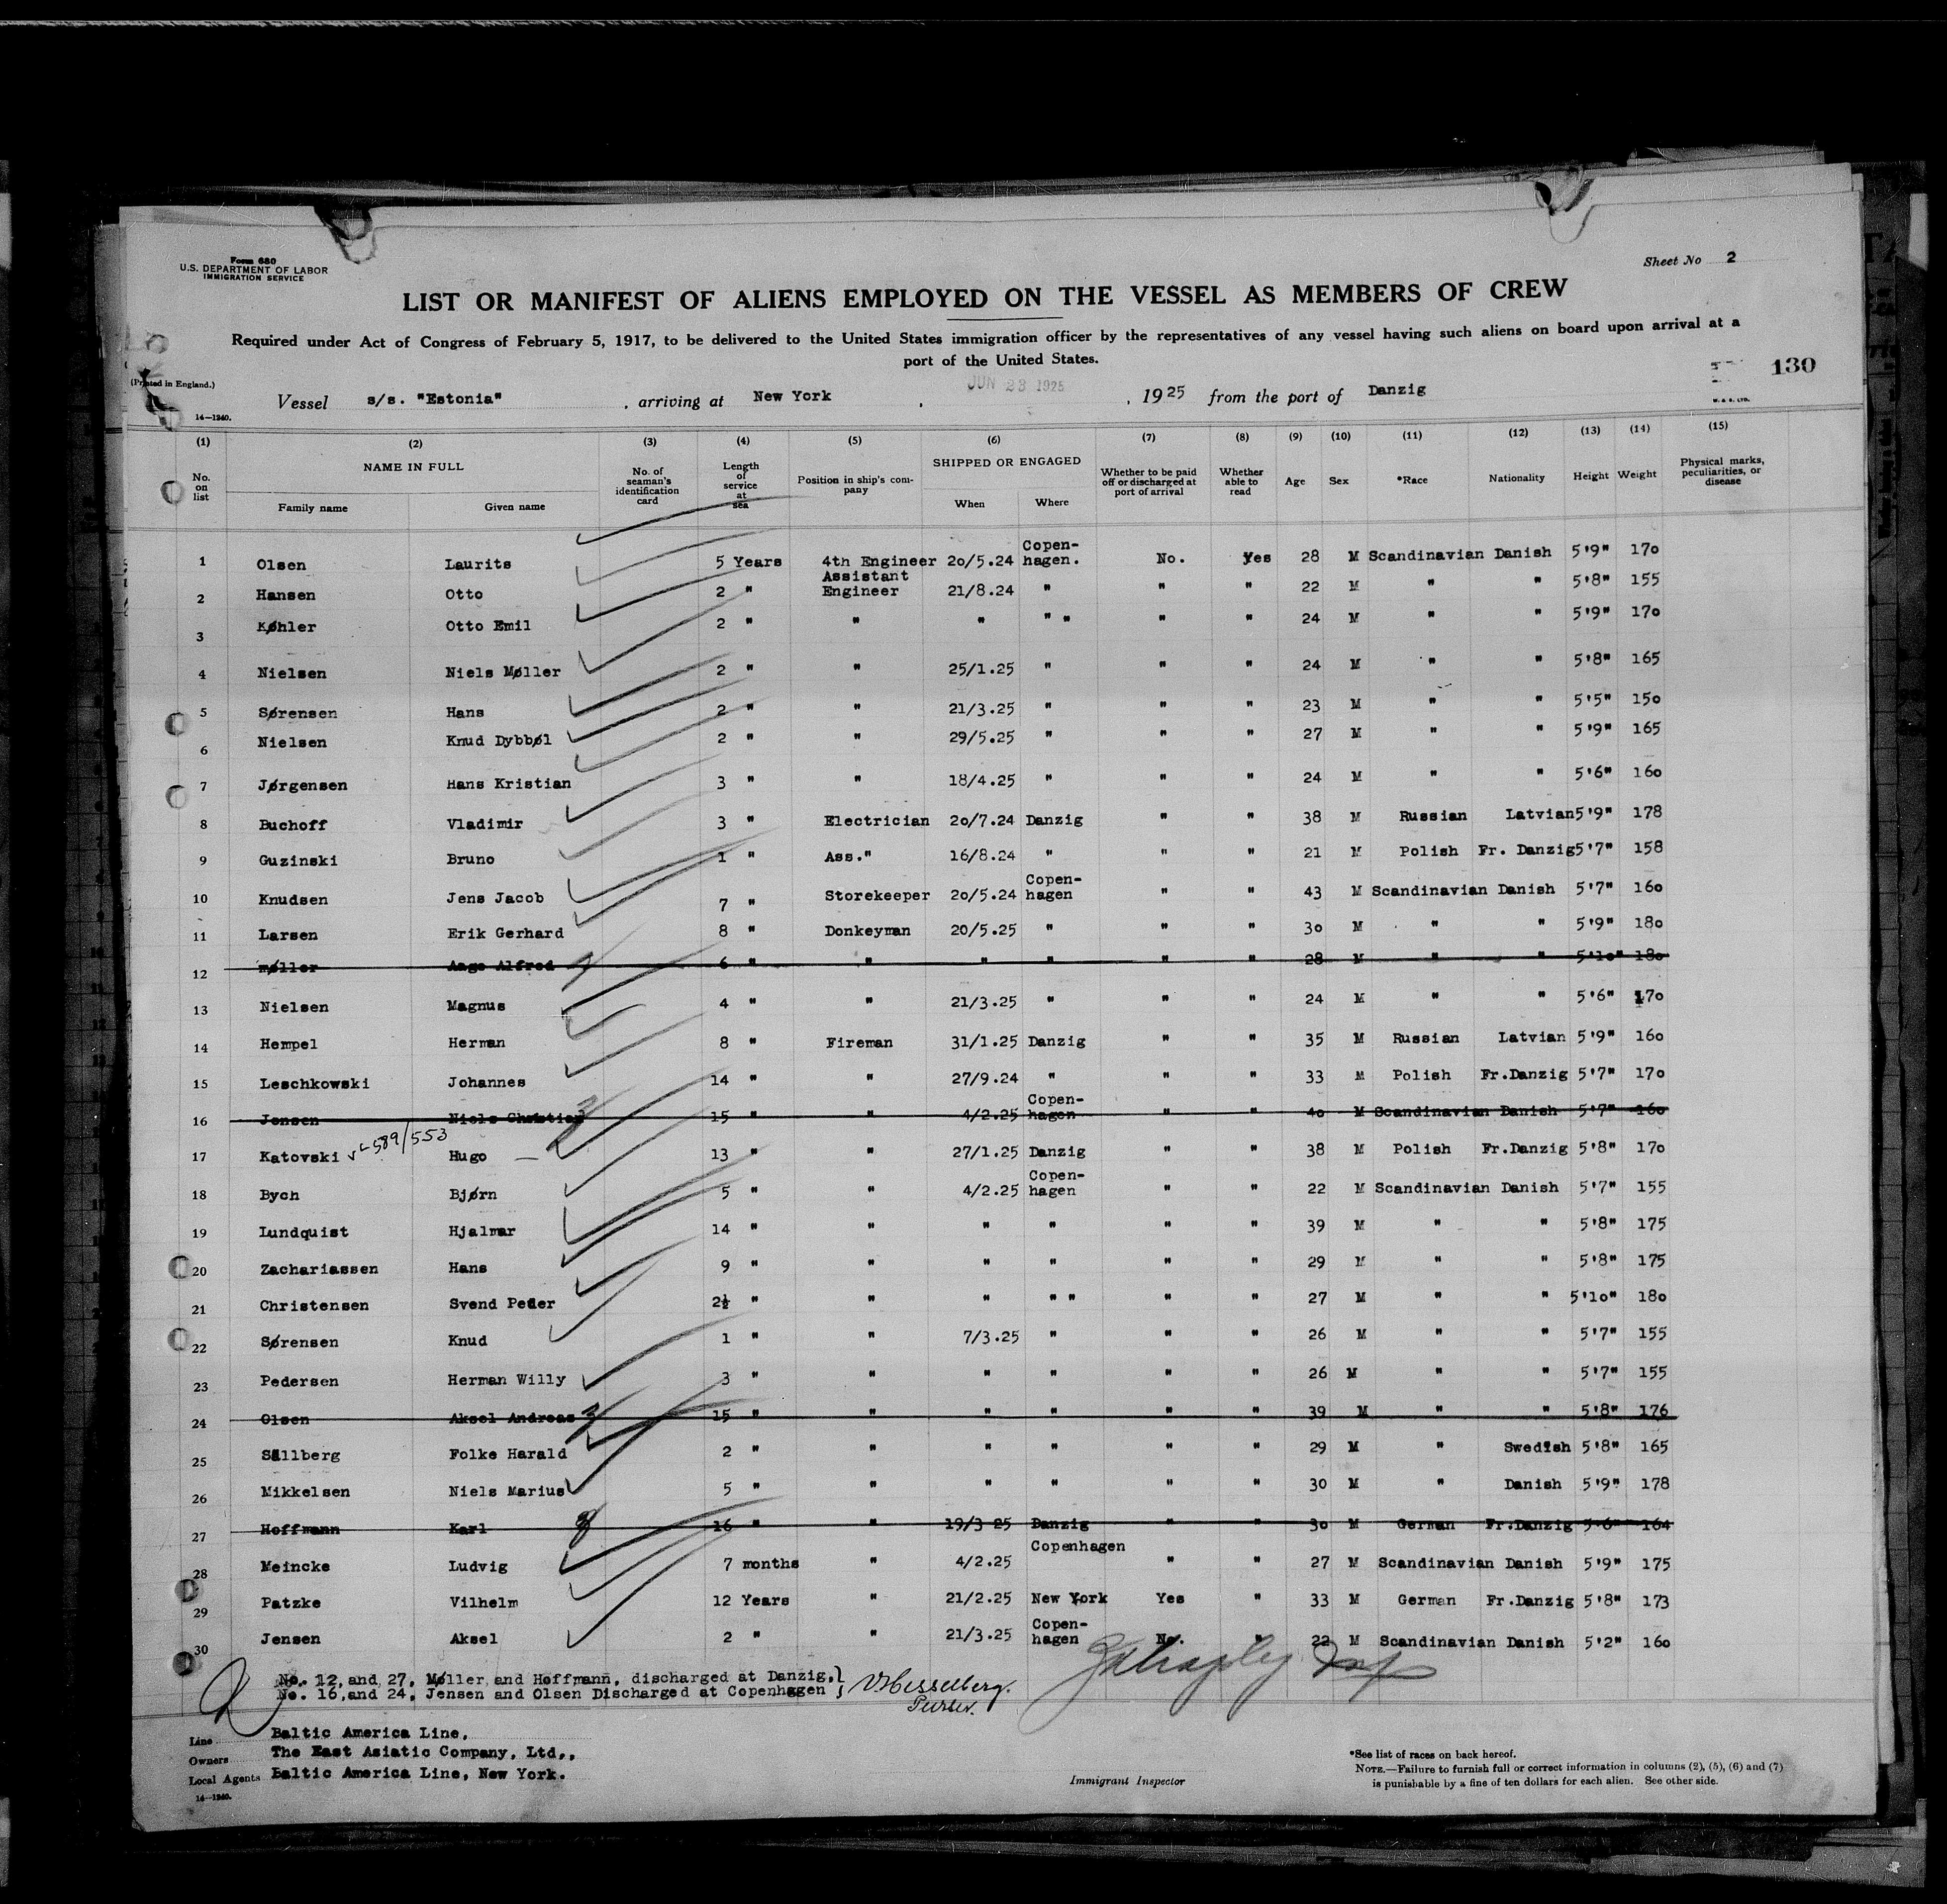 Form 680
U.S. DEPARTMENT OF LABOR
IMMIGRATION SERVICE
Sheet No 2
LIST OR MANIFEST OF ALIENS EMPLOYED ON THE VESSEL AS MEMBERS OF CREW
Required under Act of Congress of February 5, 1917, to be delivered to the United States immigration officer by the representatives of any vessel having such aliens on board upon arrival at a
port of the United States.
130
(Printed in England.)
JUN 23 1925
Vessel s/s. "Estonia" , arriving at New York , , 1925 from the port of Danzig
14—1240.
(1) (2) (3) (4) (5) (6) (7) (8) (9) (10) (11) (12) (13) (14) (15)
No. on list NAME IN FULL Family name Given name No. of seaman's identification card Length of service at sea Position in ship's company SHIPPED OR ENGAGED When Where Whether to be paid off or discharged at port of arrival Whether able to read Age Sex *Race Nationality Height Weight Physical marks, peculiarities, or disease
1 Olsen Laurits 5 Years 4th Engineer 20/5.24 Copen-hagen. No. Yes 28 M Scandinavian Danish 5'9" 170
2 Hansen Otto 2 " Assistant Engineer 21/8.24 " " " 22 M " " 5'8" 155
3 Køhler Otto Emil 2 " " " " " " " 24 M " " 5'9" 170
4 Nielsen Niels Møller 2 " " 25/1.25 " " " 24 M " " 5'8" 165
5 Sørensen Hans 2 " " 21/3.25 " " " 23 M " " 5'5" 150
6 Nielsen Knud Dybbøl 2 " " 29/5.25 " " " 27 M " " 5'9" 165
7 Jørgensen Hans Kristian 3 " " 18/4.25 " " " 24 M " " 5'6" 160
8 Buchoff Vladimir 3 " Electrician 20/7.24 Danzig " " 38 M Russian Latvian 5'9" 178
9 Guzinski Bruno 1 " Ass." 16/8.24 " " " 21 M Polish Fr. Danzig 5'7" 158
10 Knudsen Jens Jacob 7 " Storekeeper 20/5.24 Copen-hagen " " 43 M Scandinavian Danish 5'7" 160
11 Larsen Erik Gerhard 8 " Donkeyman 20/5.25 " " " 30 M " " 5'9" 180
12 møller Aage Alfred 6 " " " " " " 28 M " " 5'10" 180
13 Nielsen Magnus 4 " " 21/3.25 " " " 24 M " " 5'6" 170
14 Hempel Herman 8 " Fireman 31/1.25 Danzig " " 35 M Russian Latvian 5'9" 160
15 Leschkowski Johannes 14 " " 27/9.24 " " " 33 M Polish Fr.Danzig 5'7" 170
16 Jensen Niels Christian 15 " " 4/2.25 Copen-hagen " " 40 M Scandinavian Danish 5'7" 160
17 Katovski 589/553 Hugo 13 " " 27/1.25 Danzig " " 38 M Polish Fr.Danzig 5'8" 170
18 Bych Bjørn 5 " " 4/2.25 Copen-hagen " " 22 M Scandinavian Danish 5'7" 155
19 Lundquist Hjalmar 14 " " " " " " 39 M " " 5'8" 175
20 Zachariassen Hans 9 " " " " " " 29 M " " 5'8" 175
21 Christensen Svend Peder 2½ " " " " " " " 27 M " " 5'10" 180
22 Sørensen Knud 1 " " 7/3.25 " " " 26 M " " 5'7" 155
23 Pedersen Herman Willy 3 " " " " " " 26 M " " 5'7" 155
24 Olsen Aksel Andreas 15 " " " " " " 39 M " " 5'8" 176
25 Sällberg Folke Harald 2 " " " " " " 29 M " Swedish 5'8" 165
26 Mikkelsen Niels Marius 5 " " " " " " 30 M " Danish 5'9" 178
27 Hoffmann Karl 16 " " 19/3 25 Danzig " " 30 M German Fr.Danzig 5'6" 164
28 Meincke Ludvig 7 months " 4/2.25 Copenhagen " " 27 M Scandinavian Danish 5'9" 175
29 Patzke Vilhelm 12 Years " 21/2.25 New York Yes " 33 M German Fr.Danzig 5'8" 173
30 Jensen Aksel 2 " " 21/3.25 Copen-hagen No. " 22 M Scandinavian Danish 5'2" 160
No. 12, and 27, Møller and Hoffmann, discharged at Danzig.
No. 16, and 24, Jensen and Olsen Discharged at Copenhagen
V. Hesselberg.
Purser.
Line Baltic America Line,
Owners The East Asiatic Company, Ltd.,
Local Agents Baltic America Line, New York.
14—1240.
Immigrant Inspector
*See list of races on back hereof.
NOTE.—Failure to furnish full or correct information in columns (2), (5), (6) and (7)
is punishable by a fine of ten dollars for each alien. See other side.